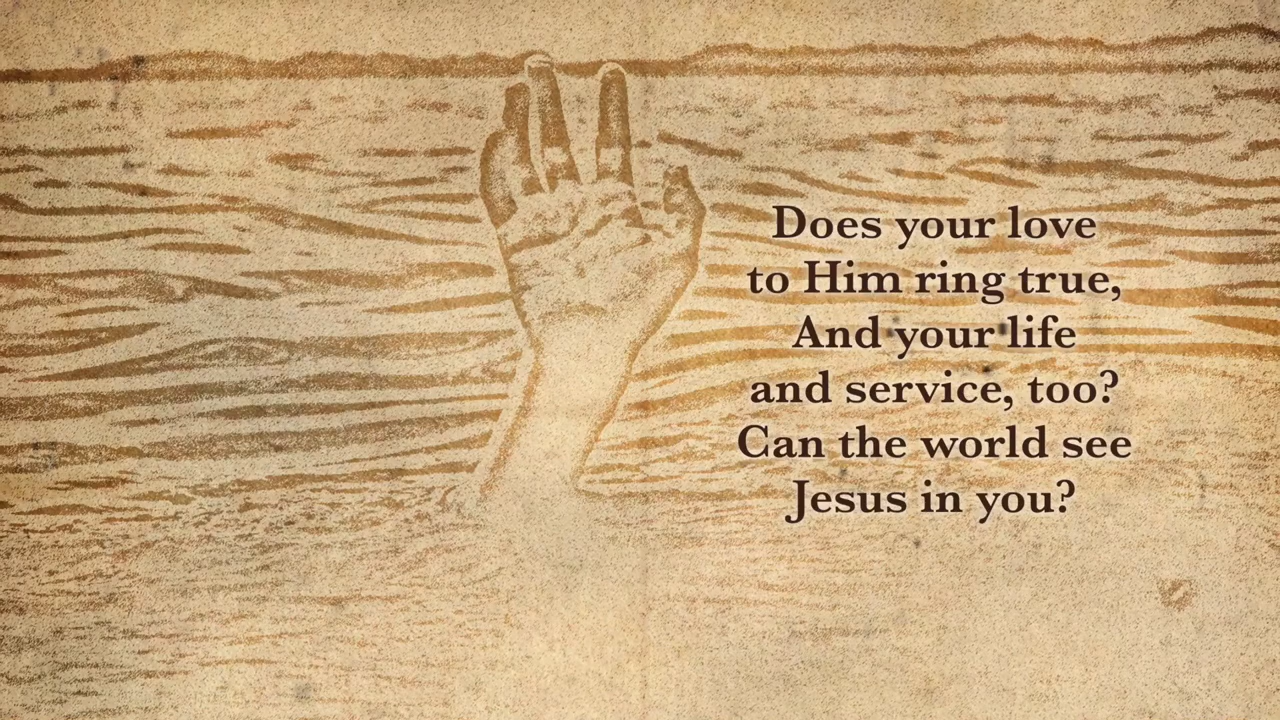 Does your love
to Him ring true,
And your life
and service, too?
Can the world see
Jesus in you?